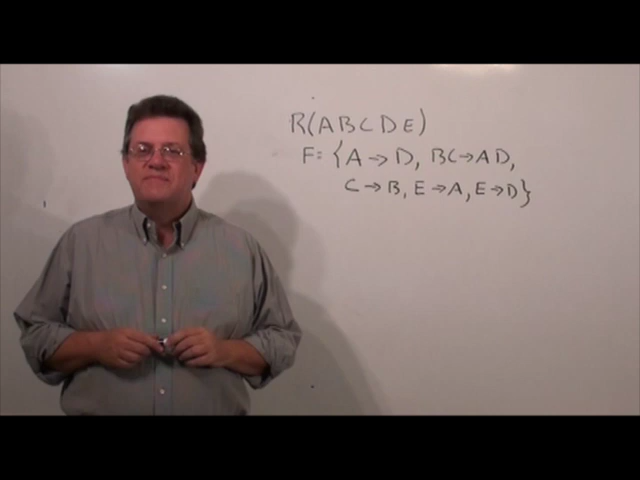 R(ABCDE)
F= {A→D, BC→AD,
C→B, E→A, E→D}